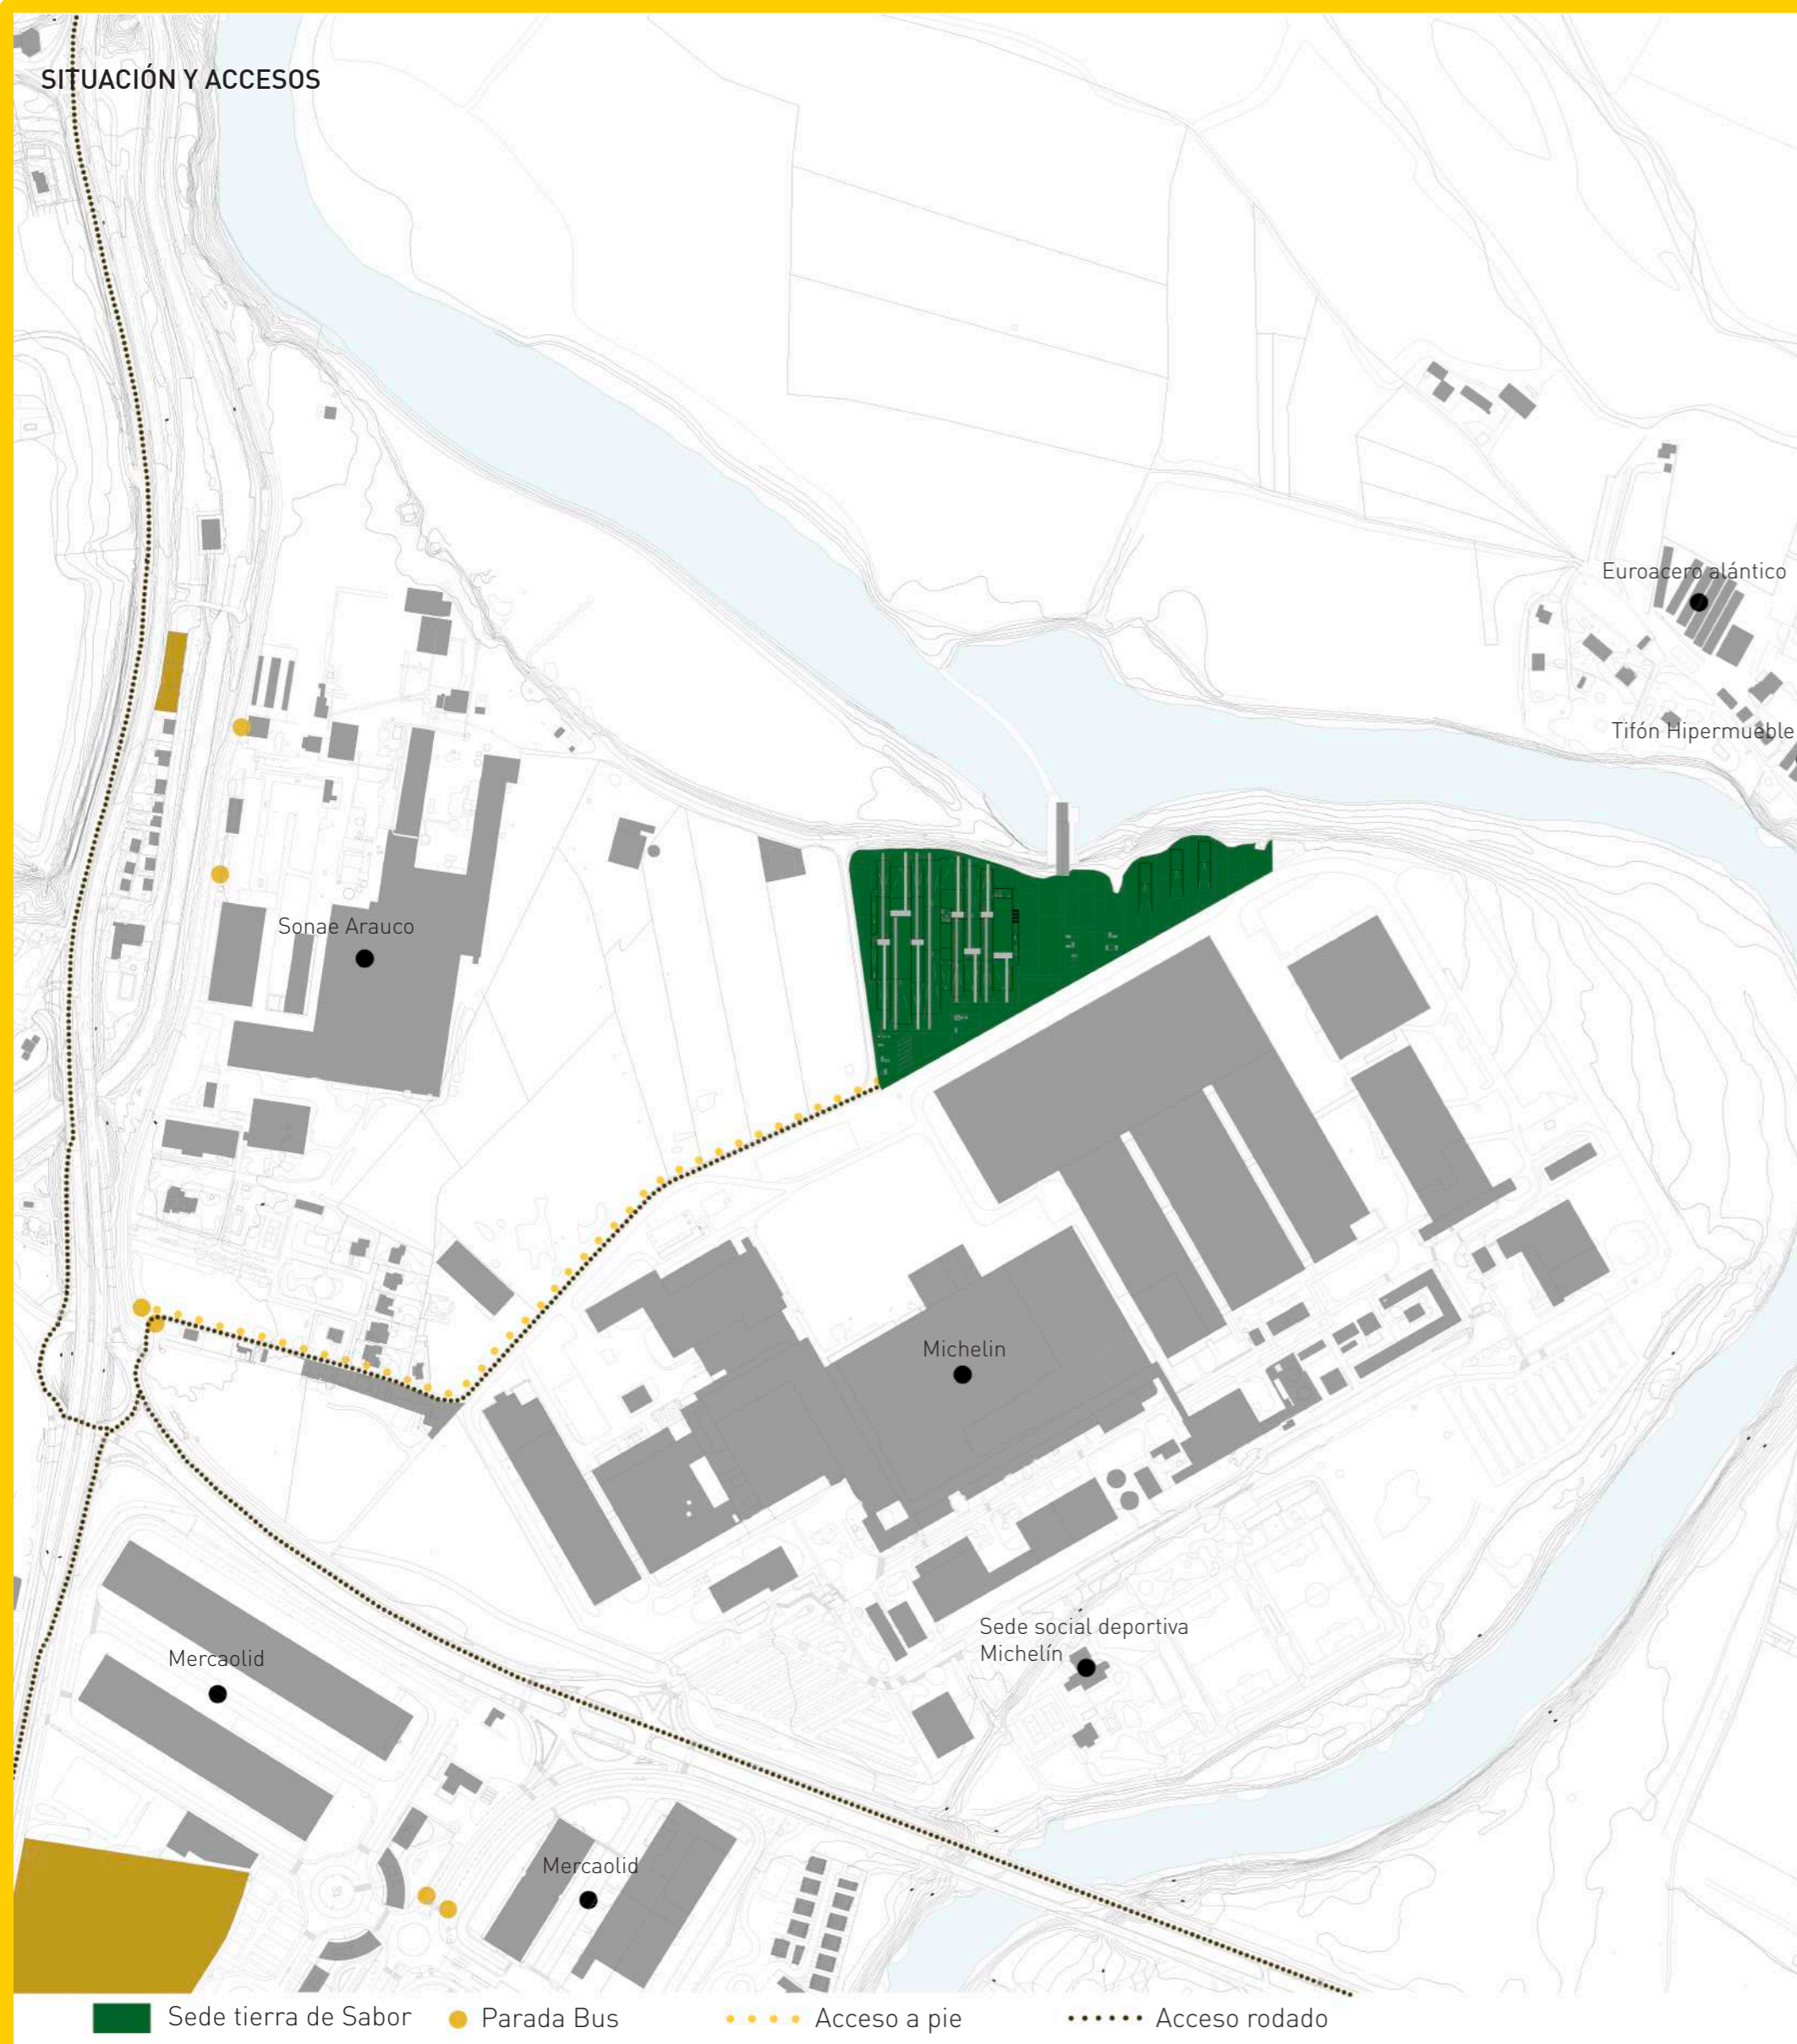 SITUACIÓN Y ACCESOS
Euroacero alántico
Tifón Hipermueble
Sonae Arauco
Michelin
Sede social deportiva
Michelín
Mercaolid
Mercaolid
Sede tierra de Sabor
Parada Bus
Acceso a pie
Acceso rodado